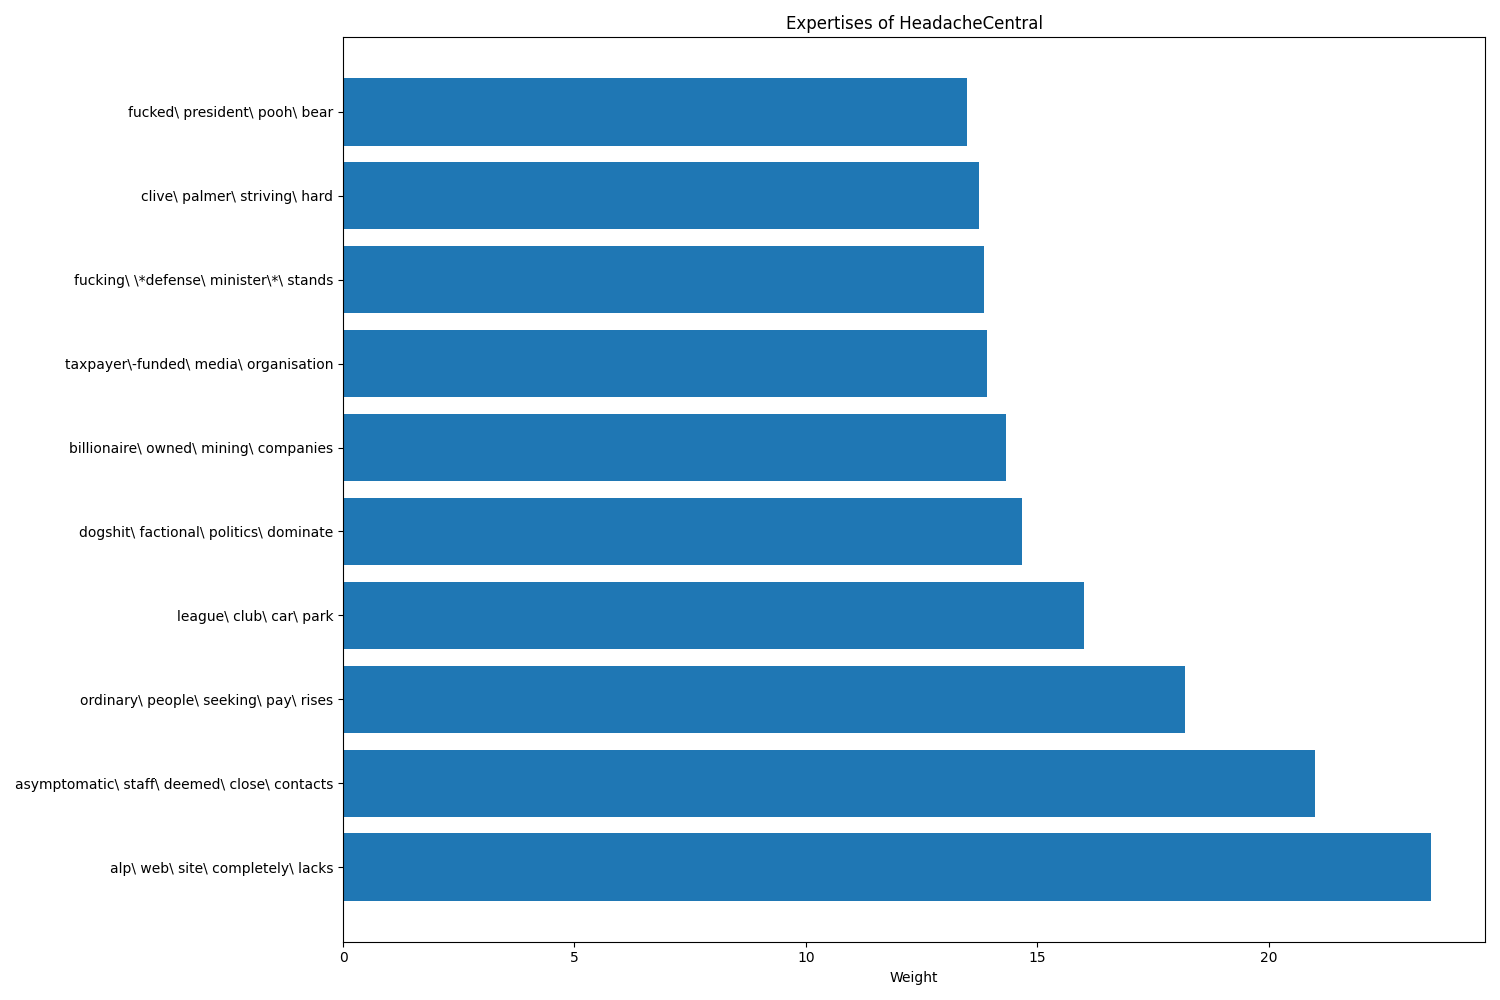 Expertises of HeadacheCentral
fucked\ president\ pooh\ bear
clive\ palmer\ striving\ hard
fucking\ \*defense\ minister\*\ stands
taxpayer\-funded\ media\ organisation
billionaire\ owned\ mining\ companies
dogshit\ factional\ politics\ dominate
league\ club\ car\ park
ordinary\ people\ seeking\ pay\ rises
asymptomatic\ staff\ deemed\ close\ contacts
alp\ web\ site\ completely\ lacks
0 5 10 15 20
Weight